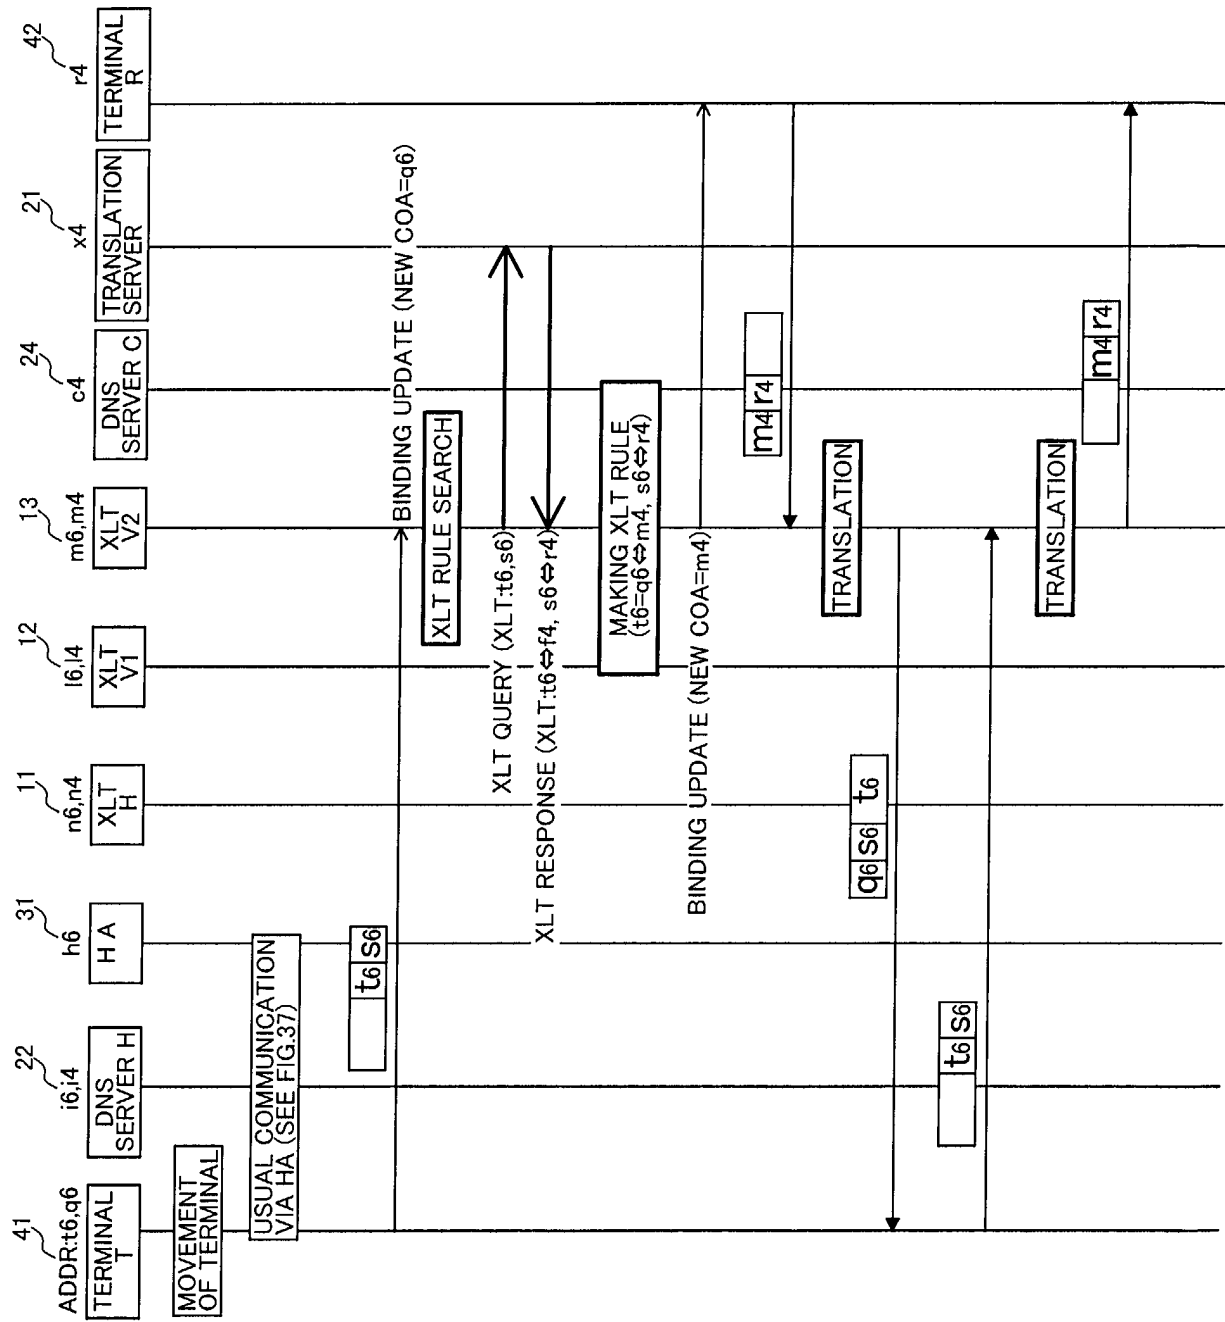 41
ADDR:t6,q6
TERMINAL
T
22
i6,i4
DNS
SERVER H
31
h6
H A
11
n6,n4
XLT
H
12
l6,l4
XLT
V1
13
m6,m4
XLT
V2
24
c4
DNS
SERVER C
21
x4
TRANSLATION
SERVER
42
r4
TERMINAL
R
MOVEMENT
OF TERMINAL
USUAL COMMUNICATION
VIA HA (SEE FIG.37)
t6 s6
BINDING UPDATE (NEW COA=q6)
XLT RULE SEARCH
XLT QUERY (XLT:t6,s6)
XLT RESPONSE (XLT:t6⇔f4, s6⇔r4)
MAKING XLT RULE
(t6=q6⇔m4, s6⇔r4)
BINDING UPDATE (NEW COA=m4)
m4 r4
TRANSLATION
q6 s6 t6
t6 s6
TRANSLATION
m4 r4